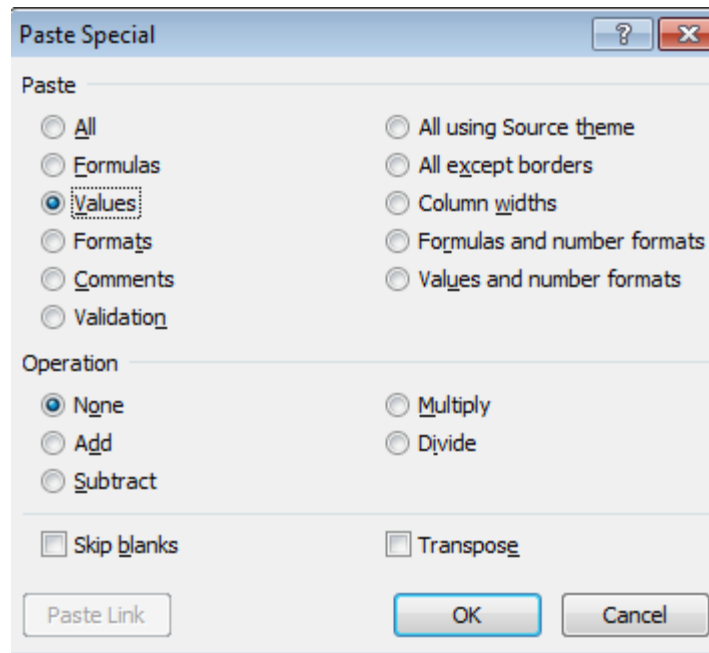 Paste Special
Paste
All
All using Source theme
Formulas
All except borders
Values
Column widths
Formats
Formulas and number formats
Comments
Values and number formats
Validation
Operation
None
Multiply
Add
Divide
Subtract
Skip blanks
Transpose
Paste Link
OK
Cancel